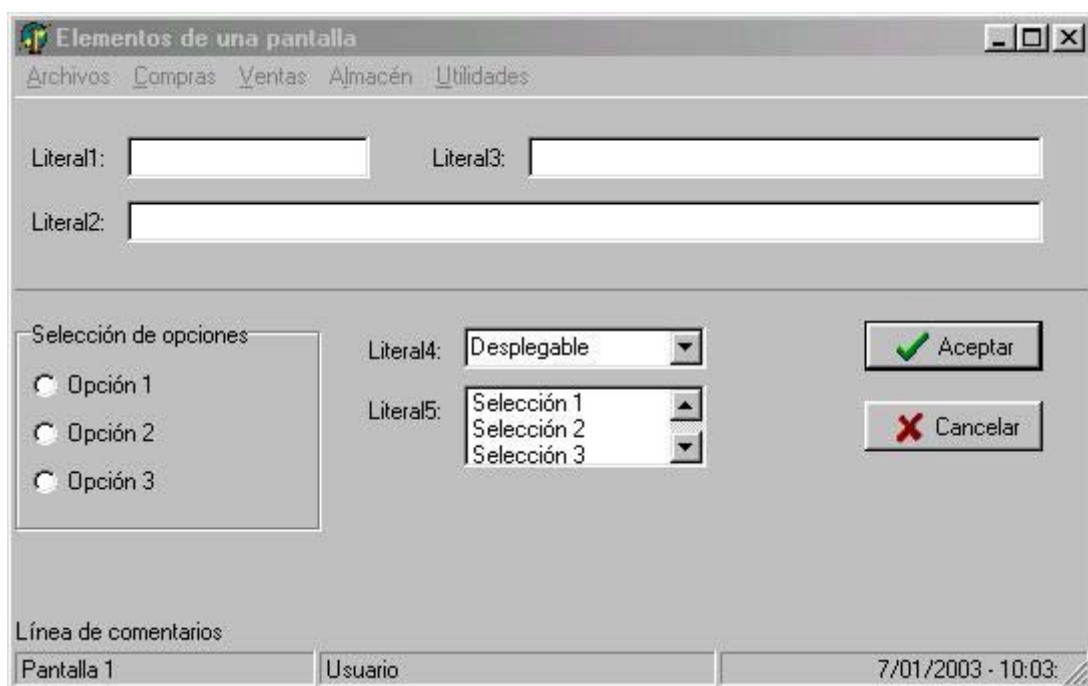 Elementos de una pantalla
Archivos Compras Ventas Almacén Utilidades
Literal1: Literal3:
Literal2:
Selección de opciones
Opción 1
Opción 2
Opción 3
Literal4: Desplegable
Literal5: Selección 1
Selección 2
Selección 3
Aceptar
Cancelar
Línea de comentarios
Pantalla 1 Usuario 7/01/2003 - 10:03: